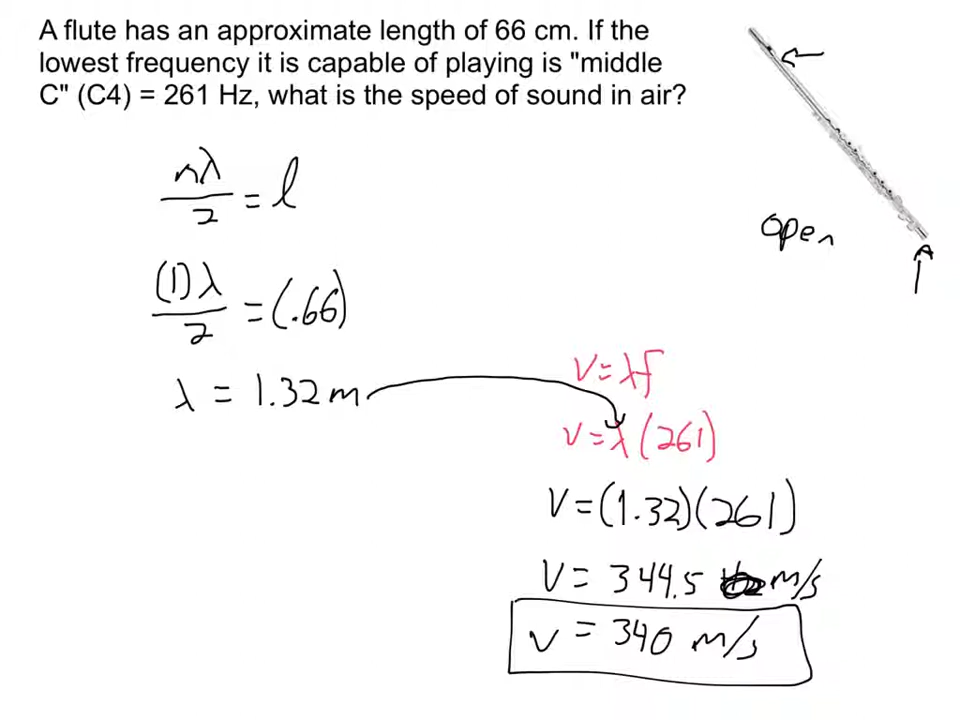 A flute has an approximate length of 66 cm. If the
lowest frequency it is capable of playing is "middle
C" (C4) = 261 Hz, what is the speed of sound in air?
nλ/2 = l
open
(1)λ/2 = (.66)
λ = 1.32 m
v = λf
v = λ (261)
V = (1.32)(261)
V = 344.5 m/s
v = 340 m/s